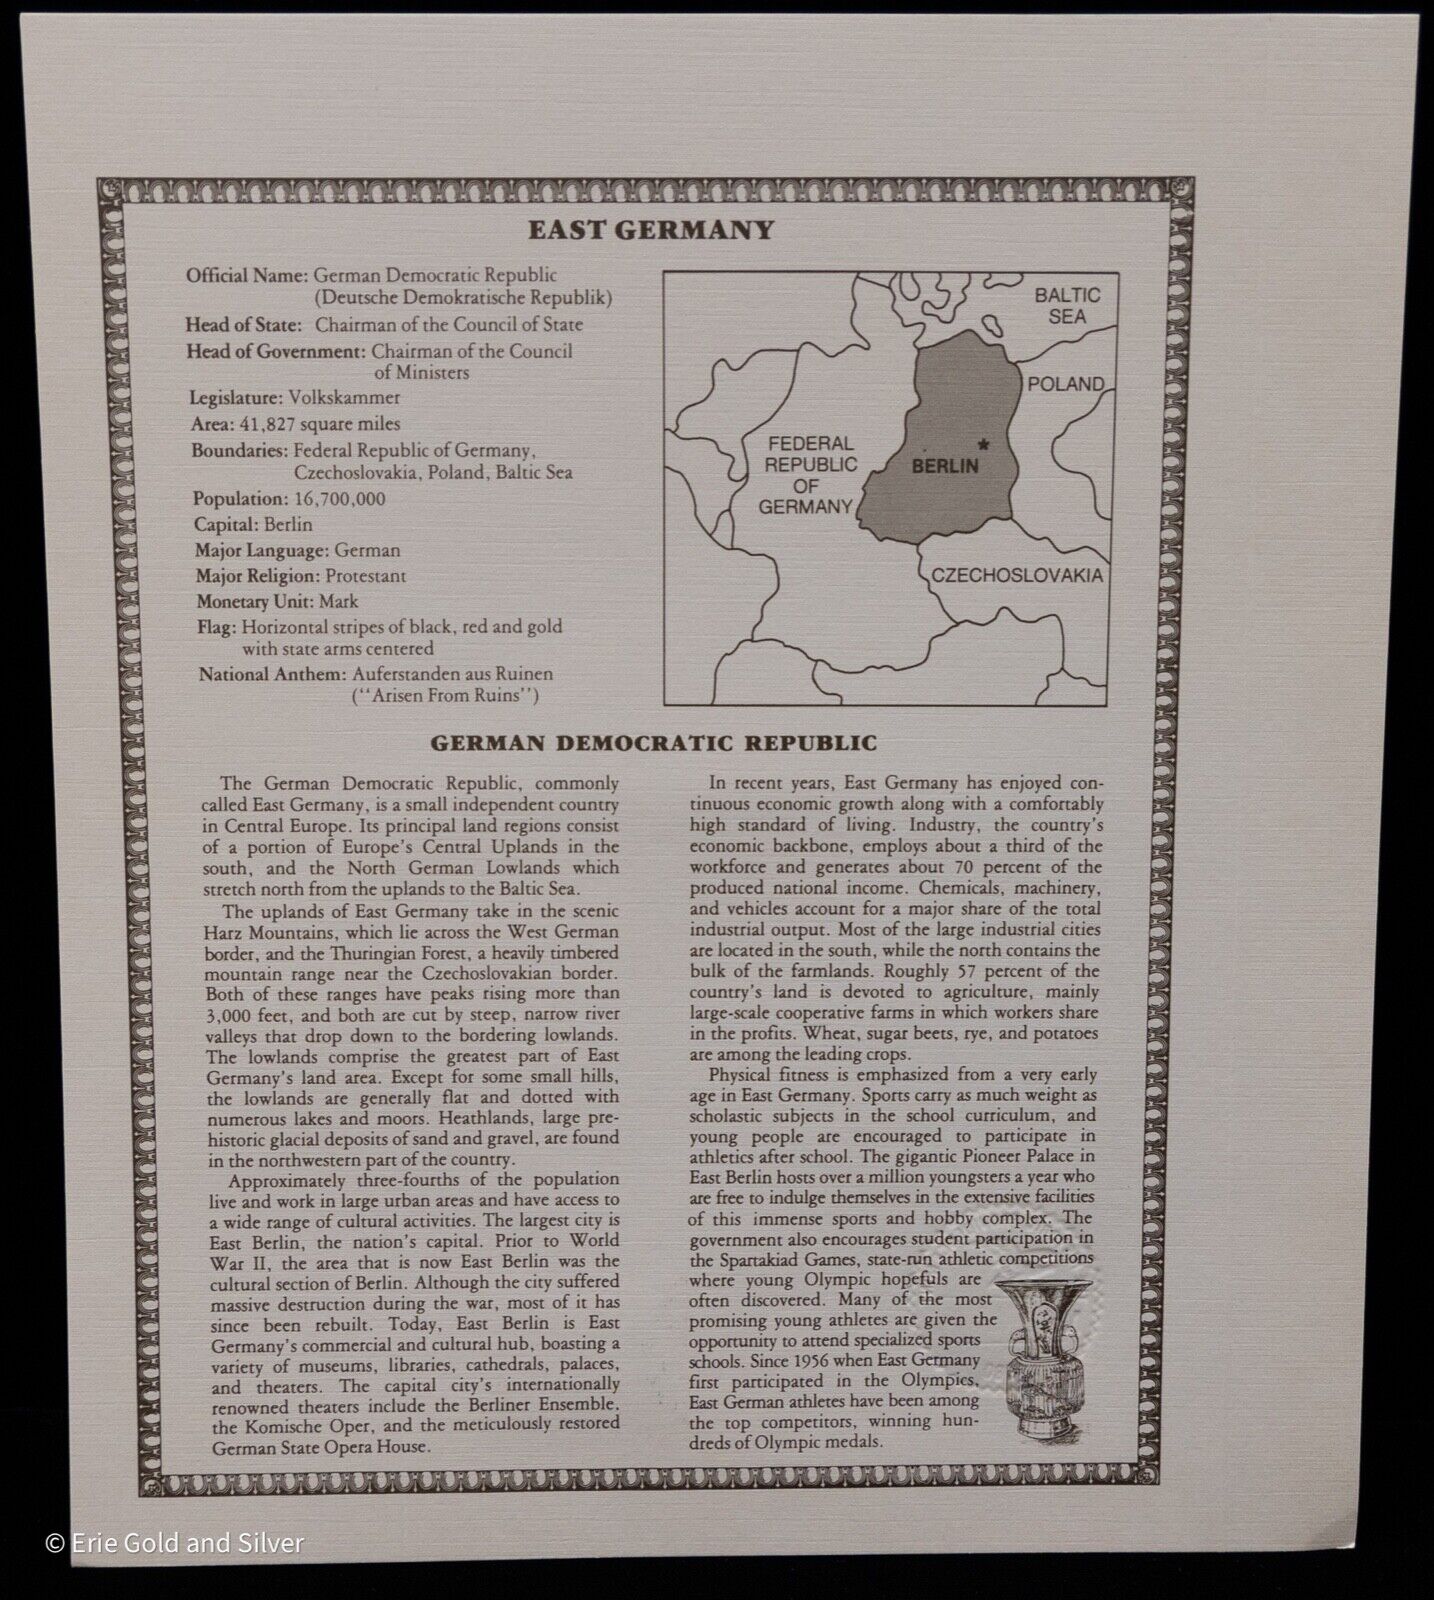 EAST GERMANY
Official Name: German Democratic Republic
(Deutsche Demokratische Republik)
Head of State: Chairman of the Council of State
Head of Government: Chairman of the Council
of Ministers
Legislature: Volkskammer
Area: 41,827 square miles
Boundaries: Federal Republic of Germany,
Czechoslovakia, Poland, Baltic Sea
Population: 16,700,000
Capital: Berlin
Major Language: German
Major Religion: Protestant
Monetary Unit: Mark
Flag: Horizontal stripes of black, red and gold
with state arms centered
National Anthem: Auferstanden aus Ruinen
("Arisen From Ruins")
BALTIC
SEA
POLAND
FEDERAL
REPUBLIC
OF
GERMANY
BERLIN
CZECHOSLOVAKIA
GERMAN DEMOCRATIC REPUBLIC
The German Democratic Republic, commonly
called East Germany, is a small independent country
in Central Europe. Its principal land regions consist
of a portion of Europe's Central Uplands in the
south, and the North German Lowlands which
stretch north from the uplands to the Baltic Sea.
The uplands of East Germany take in the scenic
Harz Mountains, which lie across the West German
border, and the Thuringian Forest, a heavily timbered
mountain range near the Czechoslovakian border.
Both of these ranges have peaks rising more than
3,000 feet, and both are cut by steep, narrow river
valleys that drop down to the bordering lowlands.
The lowlands comprise the greatest part of East
Germany's land area. Except for some small hills,
the lowlands are generally flat and dotted with
numerous lakes and moors. Heathlands, large pre-
historic glacial deposits of sand and gravel, are found
in the northwestern part of the country.
Approximately three-fourths of the population
live and work in large urban areas and have access to
a wide range of cultural activities. The largest city is
East Berlin, the nation's capital. Prior to World
War II, the area that is now East Berlin was the
cultural section of Berlin. Although the city suffered
massive destruction during the war, most of it has
since been rebuilt. Today, East Berlin is East
Germany's commercial and cultural hub, boasting a
variety of museums, libraries, cathedrals, palaces,
and theaters. The capital city's internationally
renowned theaters include the Berliner Ensemble,
the Komische Oper, and the meticulously restored
German State Opera House.
In recent years, East Germany has enjoyed con-
tinuous economic growth along with a comfortably
high standard of living. Industry, the country's
economic backbone, employs about a third of the
workforce and generates about 70 percent of the
produced national income. Chemicals, machinery,
and vehicles account for a major share of the total
industrial output. Most of the large industrial cities
are located in the south, while the north contains the
bulk of the farmlands. Roughly 57 percent of the
country's land is devoted to agriculture, mainly
large-scale cooperative farms in which workers share
in the profits. Wheat, sugar beets, rye, and potatoes
are among the leading crops.
Physical fitness is emphasized from a very early
age in East Germany. Sports carry as much weight as
scholastic subjects in the school curriculum, and
young people are encouraged to participate in
athletics after school. The gigantic Pioneer Palace in
East Berlin hosts over a million youngsters a year who
are free to indulge themselves in the extensive facilities
of this immense sports and hobby complex. The
government also encourages student participation in
the Spartakiad Games, state-run athletic competitions
where young Olympic hopefuls are
often discovered. Many of the most
promising young athletes are given the
opportunity to attend specialized sports
schools. Since 1956 when East Germany
first participated in the Olympics,
East German athletes have been among
the top competitors, winning hun-
dreds of Olympic medals.
© Erie Gold and Silver